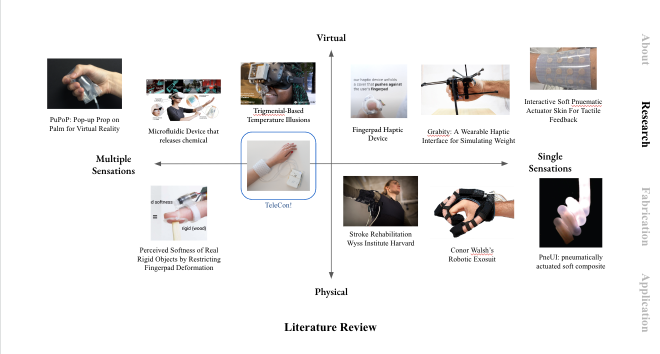 Virtual
PuPoP: Pop-up Prop on
Palm for Virtual Reality
Microfluidic Device that
releases chemical
Trigmenial-Based
Temperature Illusions
our haptic device unfolds
a bevel that pushes against
the user's fingerpad
Fingerpad Haptic
Device
Grabity: A Wearable Haptic
Interface for Simulating Weight
Interactive Soft Pnuematic
Actuator Skin For Tactile
Feedback
Multiple
Sensations
Single
Sensations
TeleCon!
d softness
=
rigid (wood)
Perceived Softness of Real
Rigid Objects by Restricting
Fingerpad Deformation
Stroke Rehabilitation
Wyss Institute Harvard
Conor Walsh's
Robotic Exosuit
PneUI: pneumatically
actuated soft composite
Physical
Literature Review
About
Research
Fabrication
Application